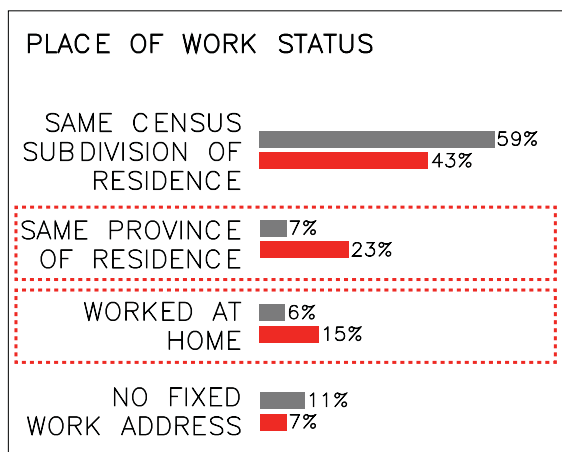 PLACE OF WORK STATUS
SAME CENSUS
SUBDIVISION OF
RESIDENCE
59%
43%
SAME PROVINCE
OF RESIDENCE
7%
23%
WORKED AT
HOME
6%
15%
NO FIXED
WORK ADDRESS
11%
7%